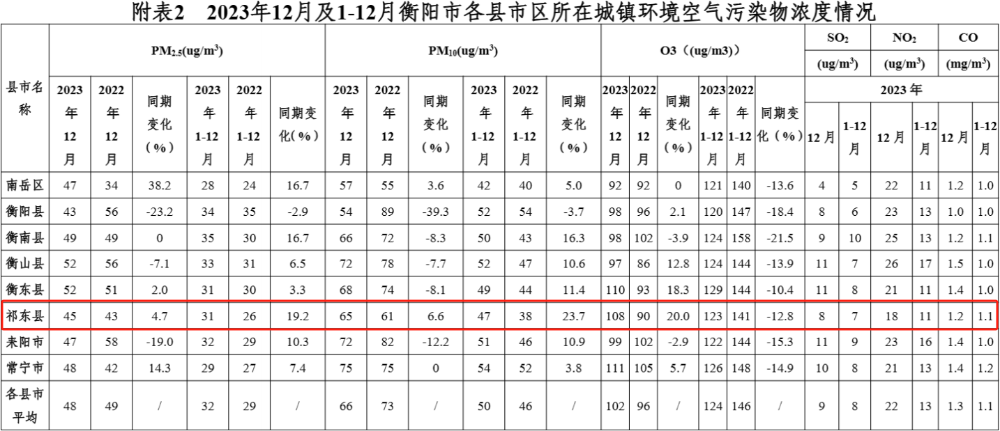 附表2 2023年12月及1-12月衡阳市各县市区所在城镇环境空气污染物浓度情况
县市名称 PM2.5(ug/m³) PM10(ug/m³) O3（(ug/m3)） SO2 NO2 CO
(ug/m³) (ug/m³) (mg/m³)
2023年12月 2022年12月 同期变化（%） 2023年1-12月 2022年1-12月 同期变化(%) 2023年12月 2022年12月 同期变化（%） 2023年1-12月 2022年1-12月 同期变化（%） 2023年12月 2022年12月 同期变化（%） 2023年1-12月 2022年1-12月 同期变化（%） 2023年
12月 1-12月 12月 1-12月 12月 1-12月
南岳区 47 34 38.2 28 24 16.7 57 55 3.6 42 40 5.0 92 92 0 121 140 -13.6 4 5 22 11 1.2 1.0
衡阳县 43 56 -23.2 34 35 -2.9 54 89 -39.3 52 54 -3.7 98 96 2.1 120 147 -18.4 8 6 23 13 1.0 1.0
衡南县 49 49 0 35 30 16.7 66 72 -8.3 50 43 16.3 98 102 -3.9 124 158 -21.5 9 10 25 13 1.2 1.1
衡山县 52 56 -7.1 33 31 6.5 72 78 -7.7 52 47 10.6 97 86 12.8 124 144 -13.9 11 7 26 17 1.5 1.0
衡东县 52 51 2.0 31 30 3.3 68 74 -8.1 49 44 11.4 110 93 18.3 129 144 -10.4 11 8 21 11 1.4 1.0
祁东县 45 43 4.7 31 26 19.2 65 61 6.6 47 38 23.7 108 90 20.0 123 141 -12.8 8 7 18 11 1.2 1.1
耒阳市 47 58 -19.0 32 29 10.3 72 82 -12.2 51 46 10.9 99 102 -2.9 122 144 -15.3 11 9 23 16 1.4 1.0
常宁市 48 42 14.3 29 27 7.4 75 75 0 54 52 3.8 111 105 5.7 126 148 -14.9 10 8 21 13 1.4 1.2
各县市平均 48 49 / 32 29 / 66 73 / 50 46 / 102 96 / 124 146 / 9 8 22 13 1.3 1.1